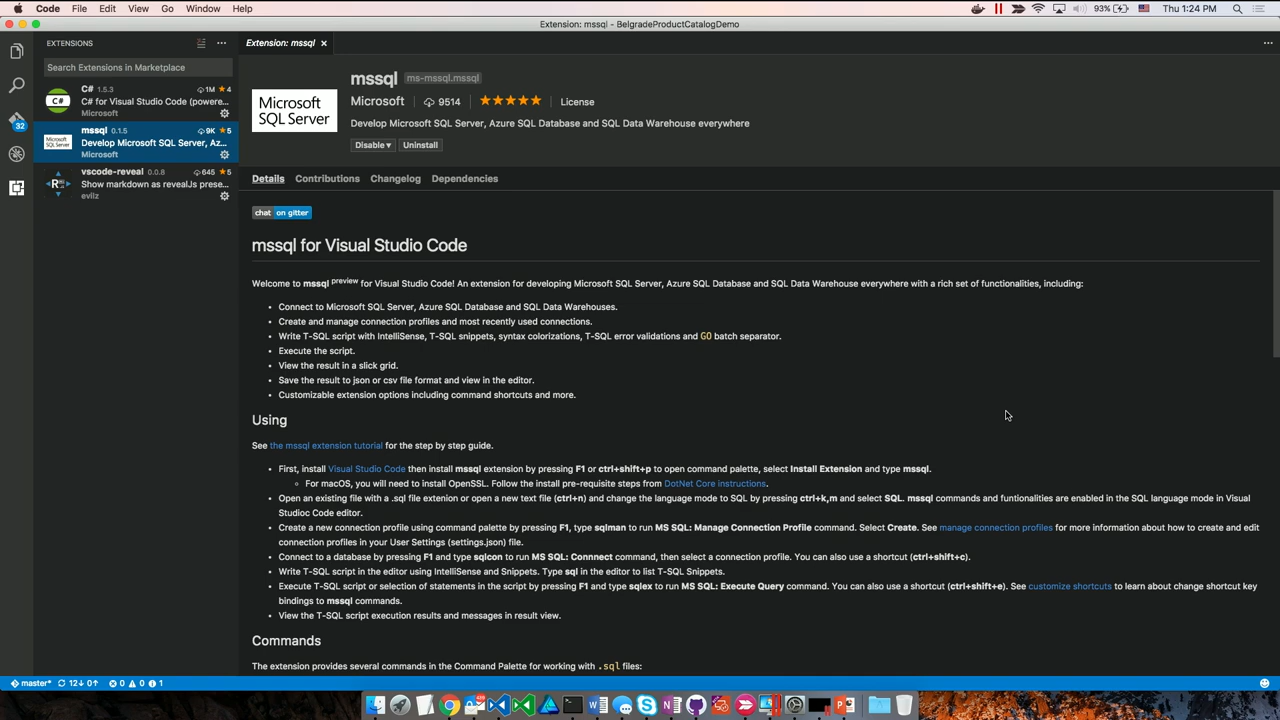 Code File Edit View Go Window Help
93% Thu 1:24 PM
Extension: mssql - BelgradeProductCatalogDemo
EXTENSIONS
Search Extensions in Marketplace
C# 1.5.3 1M 4
C# for Visual Studio Code (powere...
Microsoft
mssql 0.1.5 9K 5
Develop Microsoft SQL Server, Az...
Microsoft
vscode-reveal 0.0.8 645 5
Show markdown as revealJs prese...
evilz
32
Extension: mssql
Microsoft
SQL Server
mssql ms-mssql.mssql
Microsoft 9514 License
Develop Microsoft SQL Server, Azure SQL Database and SQL Data Warehouse everywhere
Disable Uninstall
Details Contributions Changelog Dependencies
chat on gitter
mssql for Visual Studio Code
Welcome to mssql preview for Visual Studio Code! An extension for developing Microsoft SQL Server, Azure SQL Database and SQL Data Warehouse everywhere with a rich set of functionalities, including:
Connect to Microsoft SQL Server, Azure SQL Database and SQL Data Warehouses.
Create and manage connection profiles and most recently used connections.
Write T-SQL script with IntelliSense, T-SQL snippets, syntax colorizations, T-SQL error validations and GO batch separator.
Execute the script.
View the result in a slick grid.
Save the result to json or csv file format and view in the editor.
Customizable extension options including command shortcuts and more.
Using
See the mssql extension tutorial for the step by step guide.
First, install Visual Studio Code then install mssql extension by pressing F1 or ctrl+shift+p to open command palette, select Install Extension and type mssql.
For macOS, you will need to install OpenSSL. Follow the install pre-requisite steps from DotNet Core instructions.
Open an existing file with a .sql file extenion or open a new text file (ctrl+n) and change the language mode to SQL by pressing ctrl+k,m and select SQL. mssql commands and funtionalities are enabled in the SQL language mode in Visual
Studioc Code editor.
Create a new connection profile using command palette by pressing F1, type sqlman to run MS SQL: Manage Connection Profile command. Select Create. See manage connection profiles for more information about how to create and edit
connection profiles in your User Settings (settings.json) file.
Connect to a database by pressing F1 and type sqlcon to run MS SQL: Connnect command, then select a connection profile. You can also use a shortcut (ctrl+shift+c).
Write T-SQL script in the editor using IntelliSense and Snippets. Type sql in the editor to list T-SQL Snippets.
Execute T-SQL script or selection of statements in the script by pressing F1 and type sqlex to run MS SQL: Execute Query command. You can also use a shortcut (ctrl+shift+e). See customize shortcuts to learn about change shortcut key
bindings to mssql commands.
View the T-SQL script execution results and messages in result view.
Commands
The extension provides several commands in the Command Palette for working with .sql files:
master* 12↓ 0↑ 0 0 1